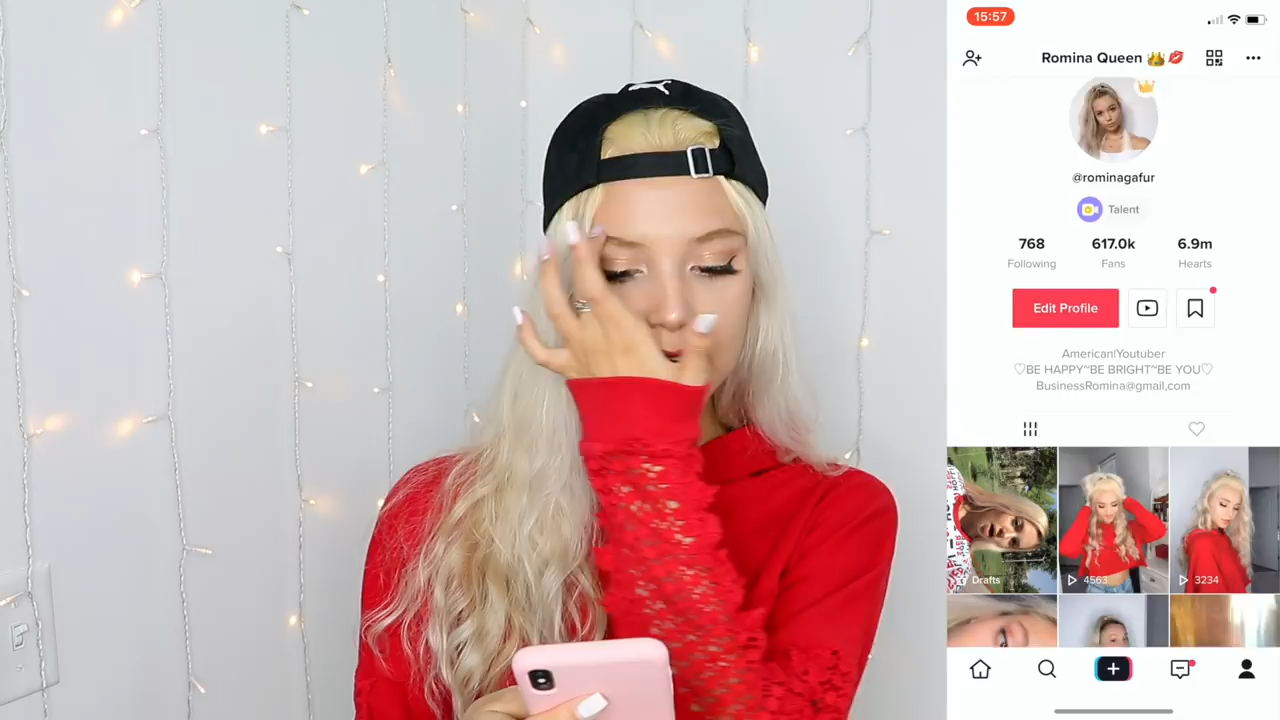 15:57
Romina Queen 👑💋
@rominagafur
Talent
768
617.0k
6.9m
Following
Fans
Hearts
Edit Profile
American|Youtuber
♡BE HAPPY~BE BRIGHT~BE YOU♡
BusinessRomina@gmail,com
Drafts
4563
3234